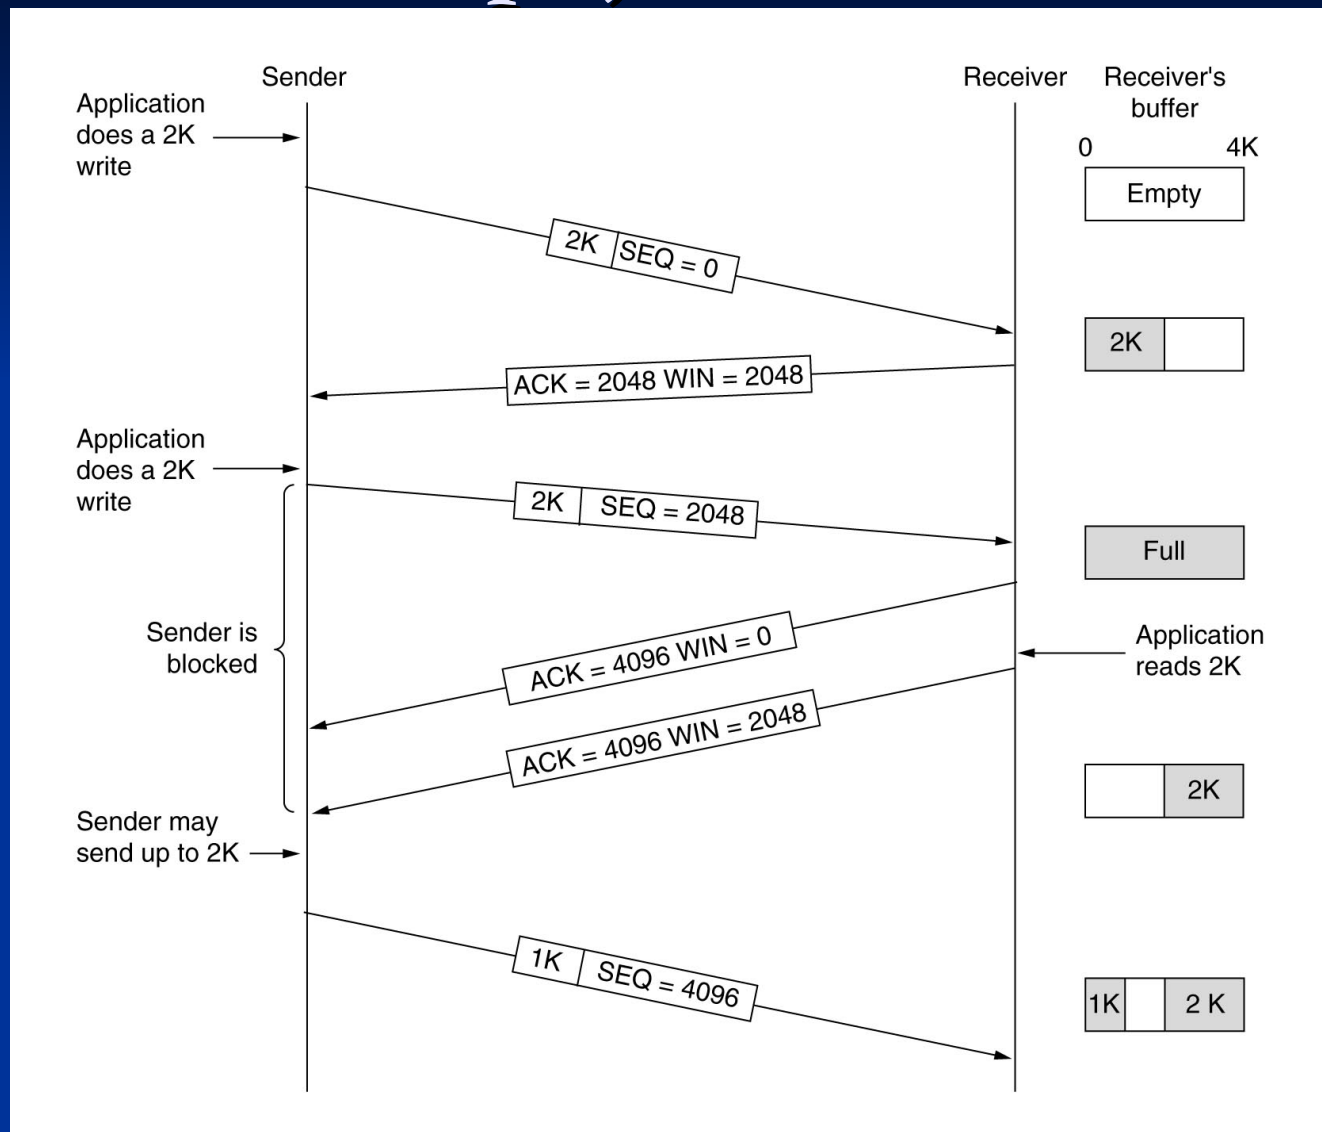 Sender
Receiver
Receiver's
buffer
Application
does a 2K
write
0
4K
Empty
2K SEQ = 0
2K
ACK = 2048 WIN = 2048
Application
does a 2K
write
2K SEQ = 2048
Full
Sender is
blocked
ACK = 4096 WIN = 0
Application
reads 2K
ACK = 4096 WIN = 2048
2K
Sender may
send up to 2K
1K SEQ = 4096
1K 2 K